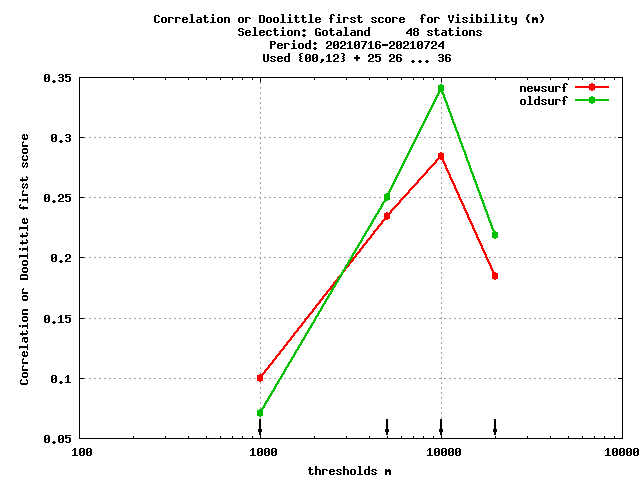 Correlation or Doolittle first score  for Visibility (m)
Selection: Gotaland     48 stations
Period: 20210716-20210724
Used {00,12} + 25 26 ... 36
newsurf
oldsurf
Correlation or Doolittle first score
0.35
0.3
0.25
0.2
0.15
0.1
0.05
100
1000
10000
10000
thresholds m